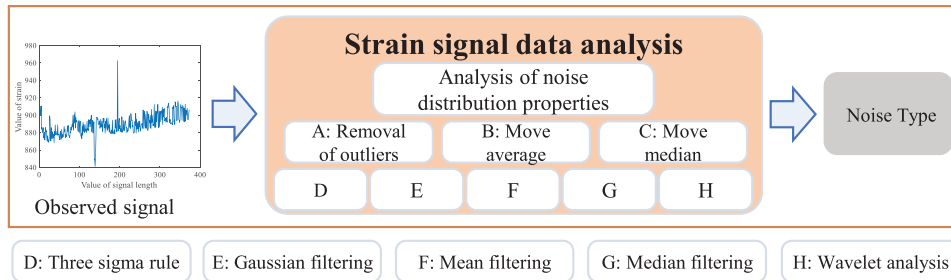 Strain signal data analysis
Analysis of noise
distribution properties
A: Removal
of outliers
B: Move
average
C: Move
median
D
E
F
G
H
Noise Type
980
960
940
920
900
880
860
840
0
100
200
300
400
Value of strain
Value of signal length
Observed signal
D: Three sigma rule
E: Gaussian filtering
F: Mean filtering
G: Median filtering
H: Wavelet analysis